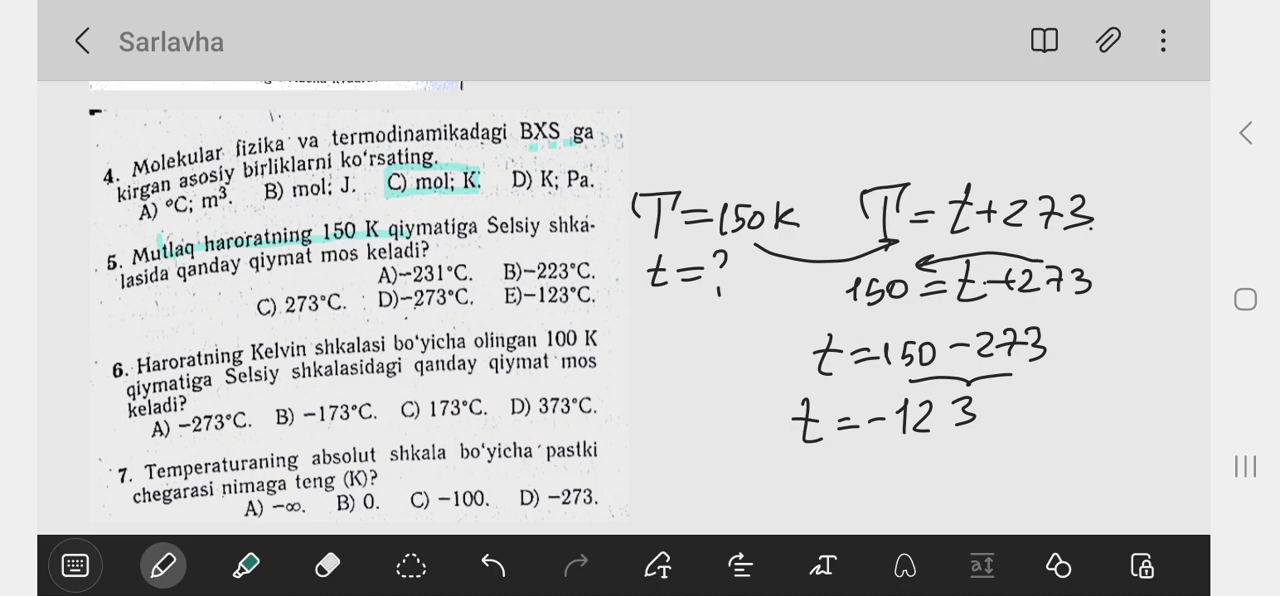 Sarlavha
4. Molekular fizika va termodinamikadagi BXS ga
kirgan asosiy birliklarni ko‘rsating.
A) °C; m³. B) mol; J. C) mol; K. D) K; Pa.
5. Mutlaq haroratning 150 K qiymatiga Selsiy shka-
lasida qanday qiymat mos keladi?
A)−231°C. B)−223°C.
C) 273°C. D)−273°C. E)−123°C.
6. Haroratning Kelvin shkalasi bo‘yicha olingan 100 K
qiymatiga Selsiy shkalasidagi qanday qiymat mos
keladi?
A) −273°C. B) −173°C. C) 173°C. D) 373°C.
7. Temperaturaning absolut shkala bo‘yicha pastki
chegarasi nimaga teng (K)?
A) −∞. B) 0. C) −100. D) −273.
T=150K T=t+273.
t=? 150=t+273
t=150-273
t=-123